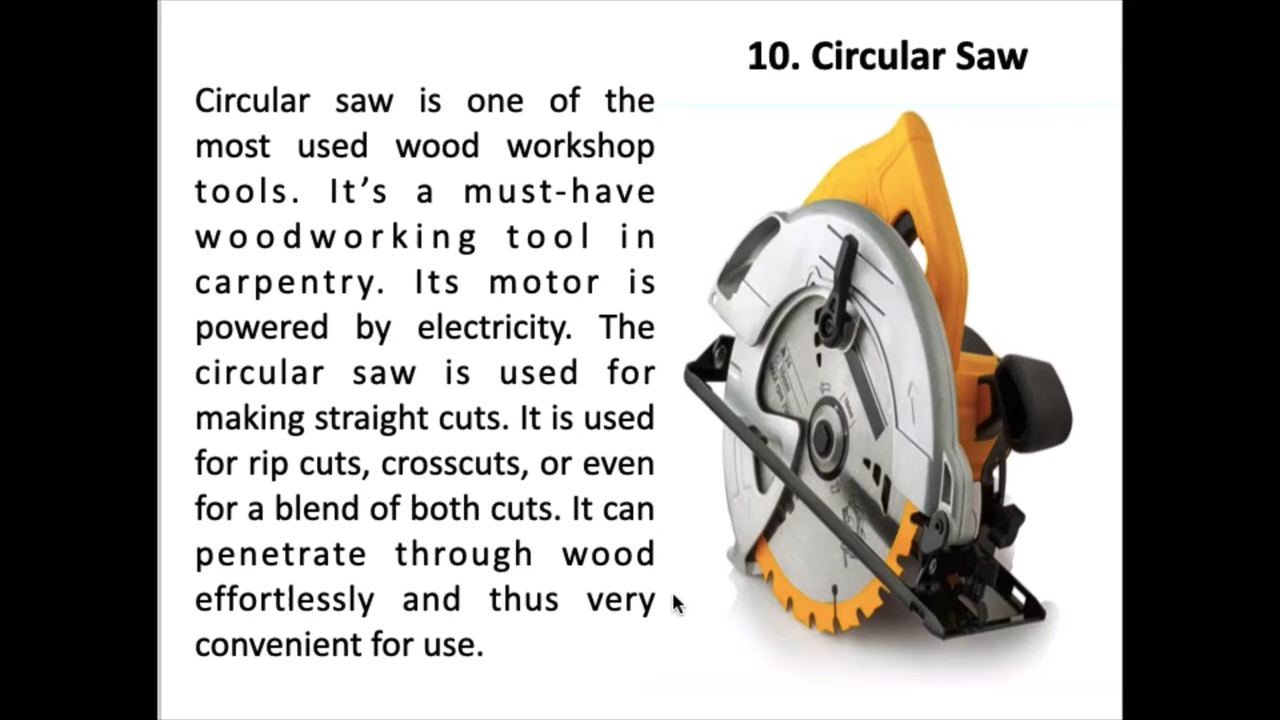 10. Circular Saw
Circular saw is one of the
most used wood workshop
tools. It’s a must-have
woodworking tool in
carpentry. Its motor is
powered by electricity. The
circular saw is used for
making straight cuts. It is used
for rip cuts, crosscuts, or even
for a blend of both cuts. It can
penetrate through wood
effortlessly and thus very
convenient for use.